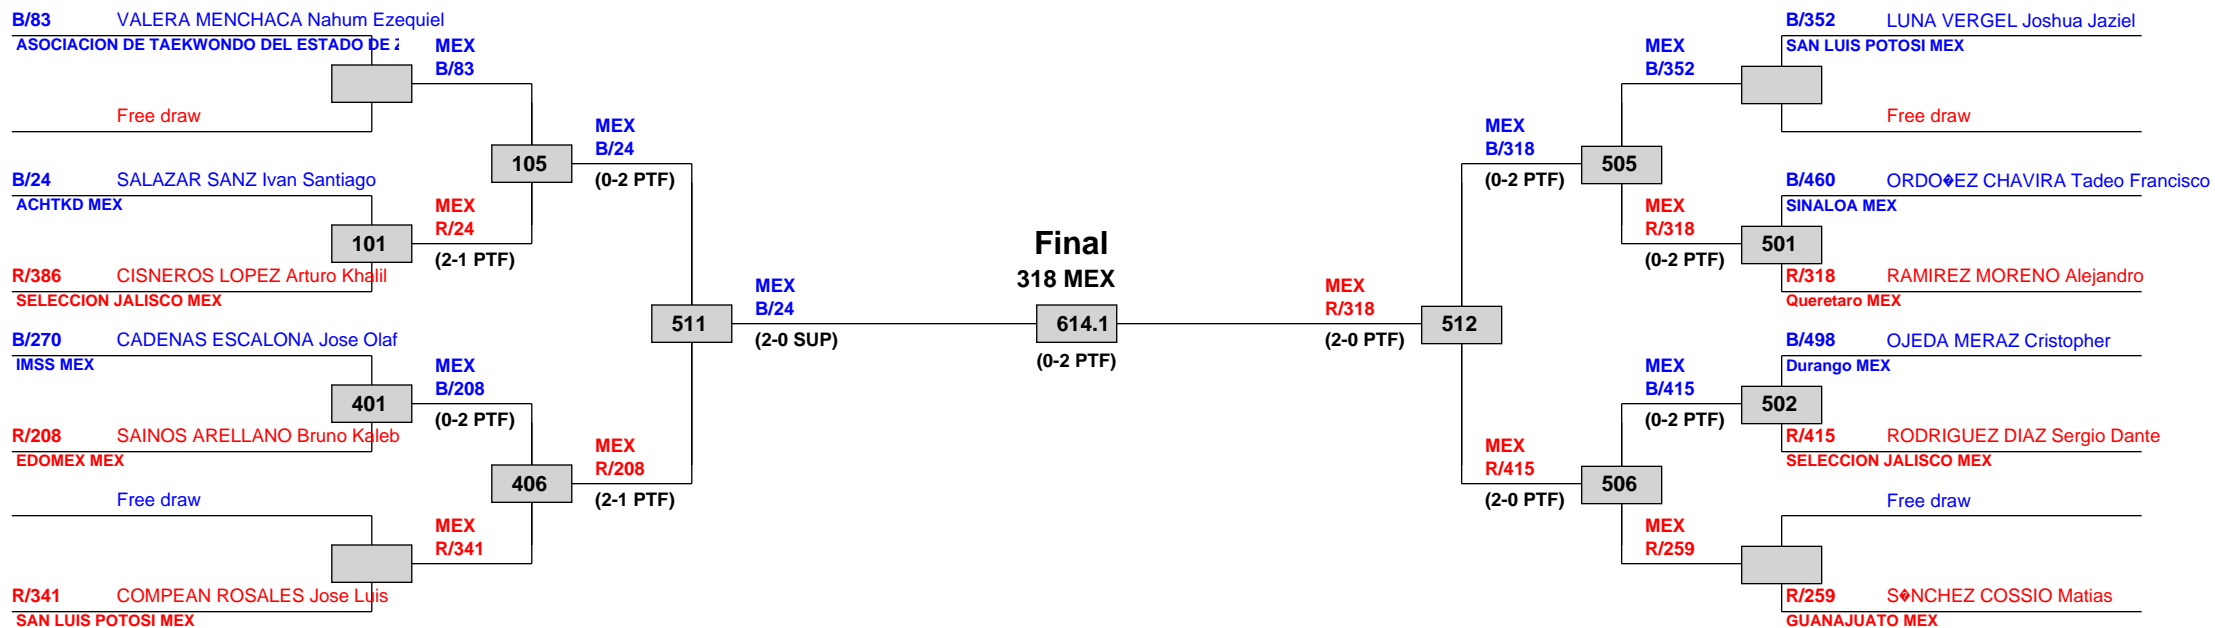 B/83 VALERA MENCHACA Nahum Ezequiel
ASOCIACION DE TAEKWONDO DEL ESTADO DE
MEX
B/83
Free draw
B/24 SALAZAR SANZ Ivan Santiago
ACHTKD MEX
101
MEX
R/24
(2-1 PTF)
R/386 CISNEROS LOPEZ Arturo Khalil
SELECCION JALISCO MEX
105
MEX
B/24
(0-2 PTF)
B/270 CADENAS ESCALONA Jose Olaf
IMSS MEX
401
MEX
B/208
(0-2 PTF)
R/208 SAINOS ARELLANO Bruno Kaleb
EDOMEX MEX
406
MEX
R/208
(2-1 PTF)
Free draw
MEX
R/341
R/341 COMPEAN ROSALES Jose Luis
SAN LUIS POTOSI MEX
511
MEX
B/24
(2-0 SUP)
Final
318 MEX
614.1
(0-2 PTF)
MEX
R/318
(2-0 PTF)
512
MEX
B/318
(0-2 PTF)
505
MEX
B/352
B/352 LUNA VERGEL Joshua Jaziel
SAN LUIS POTOSI MEX
Free draw
MEX
R/318
(0-2 PTF)
501
B/460 ORDO�EZ CHAVIRA Tadeo Francisco
SINALOA MEX
R/318 RAMIREZ MORENO Alejandro
Queretaro MEX
MEX
R/415
(2-0 PTF)
506
MEX
B/415
(0-2 PTF)
502
B/498 OJEDA MERAZ Cristopher
Durango MEX
R/415 RODRIGUEZ DIAZ Sergio Dante
SELECCION JALISCO MEX
MEX
R/259
Free draw
R/259 S�NCHEZ COSSIO Matias
GUANAJUATO MEX